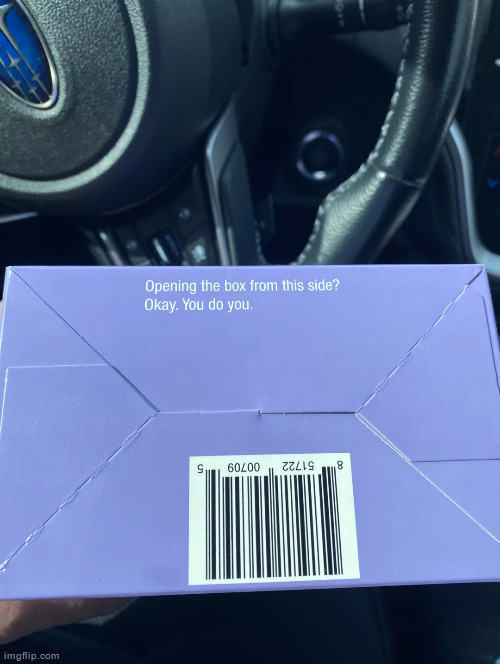 Opening the box from this side?
Okay. You do you.
8 51722 00709 5
imgflip.com